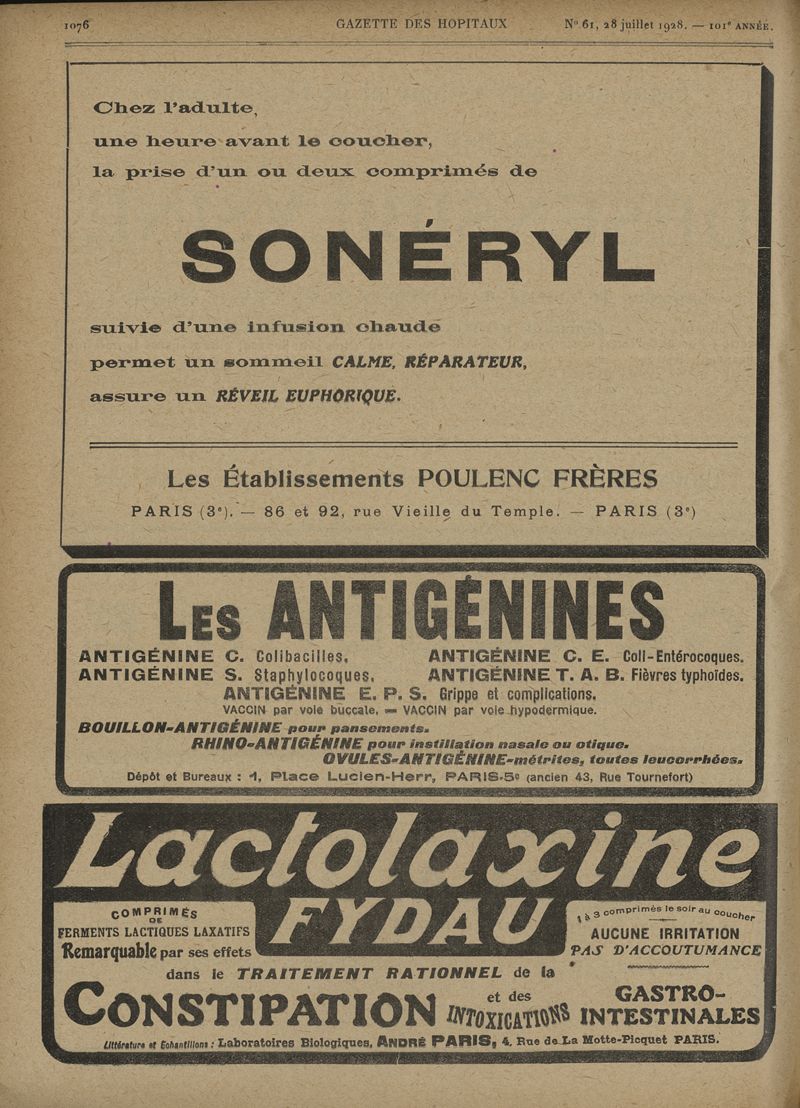 1076
GAZETTE DES HOPITAUX
Nº 61, 28 juillet 1928. — 101e ANNÉE.
Chez l'adulte,
une heure avant le coucher,
la prise d'un ou deux comprimés de
SONÉRYL
suivie d'une infusion chaude
permet un sommeil CALME, RÉPARATEUR,
assure un RÉVEIL EUPHORIQUE.
Les Établissements POULENC FRÈRES
PARIS (3e). — 86 et 92, rue Vieille du Temple. — PARIS (3e)
LES ANTIGÉNINES
ANTIGÉNINE C. Colibacilles,
ANTIGÉNINE C. E. Coli-Entérocoques.
ANTIGÉNINE S. Staphylocoques,
ANTIGÉNINE T. A. B. Fièvres typhoïdes.
ANTIGÉNINE E. P. S. Grippe et complications.
VACCIN par voie buccale. — VACCIN par voie hypodermique.
BOUILLON-ANTIGÉNINE pour pansements.
RHINO-ANTIGÉNINE pour instillation nasale ou otique.
OVULES-ANTIGÉNINE-métrites, toutes leucorrhées.
Dépôt et Bureaux : 1, Place Lucien-Herr, PARIS-5e (ancien 43, Rue Tournefort)
Lactolaxine
FYDAU
COMPRIMÉS
DE
FERMENTS LACTIQUES LAXATIFS
Remarquable par ses effets
1 à 3 comprimés le soir au coucher
AUCUNE IRRITATION
PAS D'ACCOUTUMANCE
dans le TRAITEMENT RATIONNEL de la
CONSTIPATION
et des
INTOXICATIONS
GASTRO-
INTESTINALES
Littérature et Echantillons : Laboratoires Biologiques, ANDRÉ PARIS, 4, Rue de La Motte-Picquet PARIS.